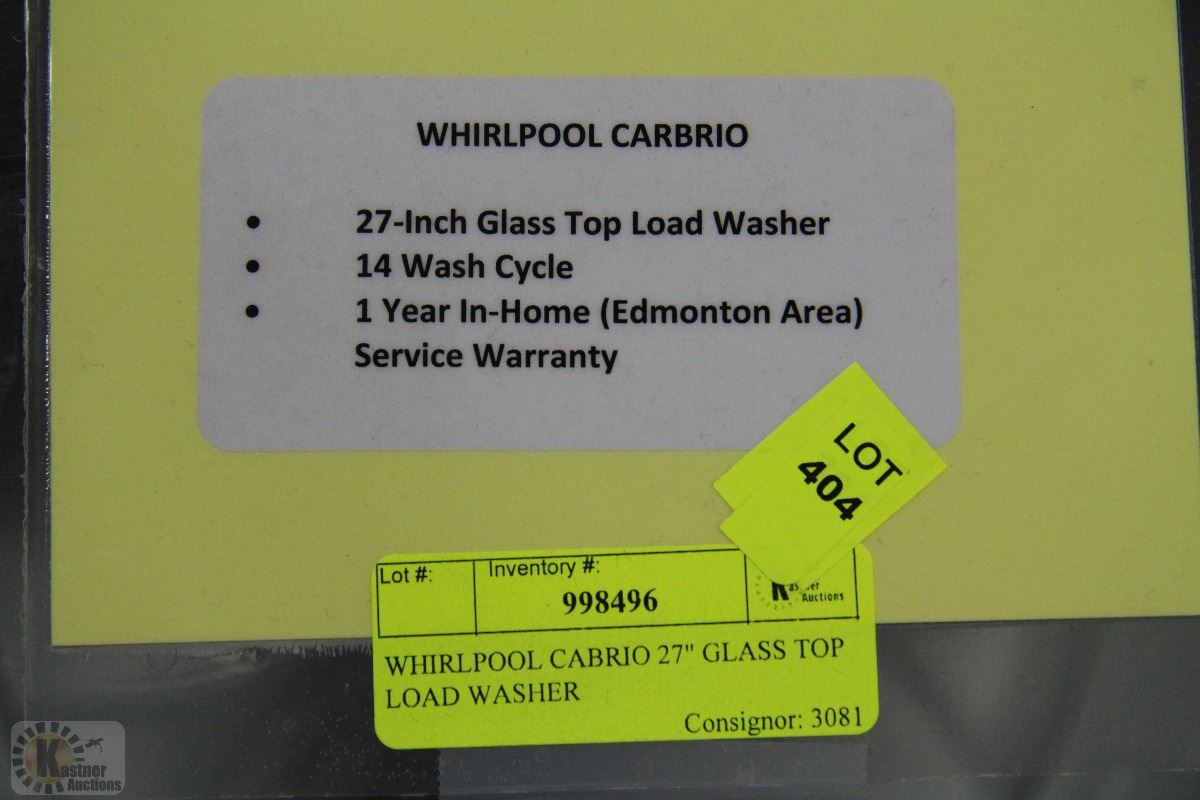 WHIRLPOOL CARBRIO
• 27-Inch Glass Top Load Washer
• 14 Wash Cycle
• 1 Year In-Home (Edmonton Area)
Service Warranty
LOT
404
Lot #:
Inventory #:
998496
Auctions
WHIRLPOOL CABRIO 27" GLASS TOP
LOAD WASHER
Consignor: 3081
Kastner
Auctions